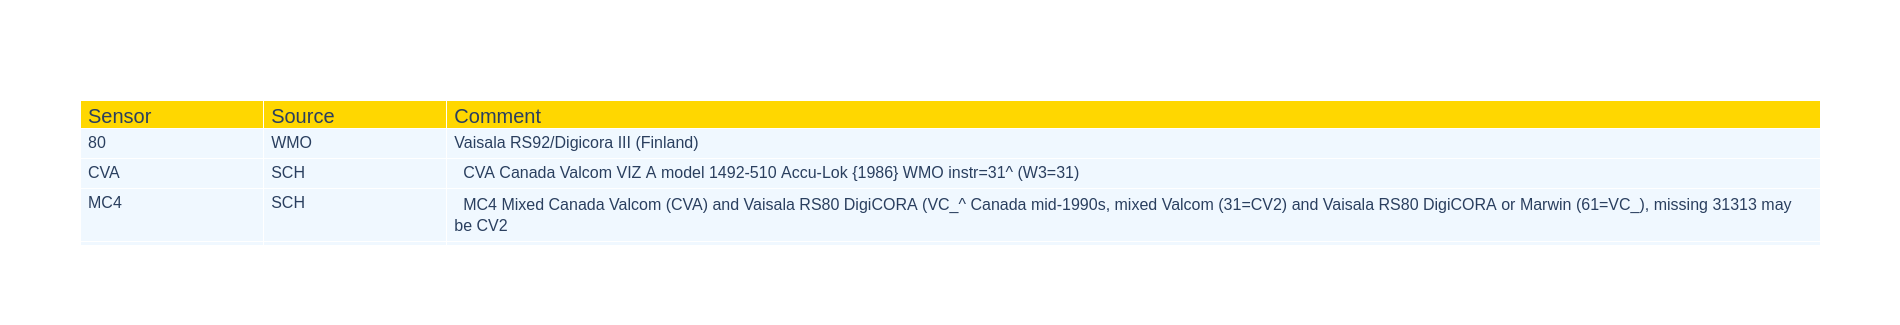 Sensor Source Comment
80 WMO Vaisala RS92/Digicora III (Finland)
CVA SCH CVA Canada Valcom VIZ A model 1492-510 Accu-Lok {1986} WMO instr=31^ (W3=31)
MC4 SCH MC4 Mixed Canada Valcom (CVA) and Vaisala RS80 DigiCORA (VC_^ Canada mid-1990s, mixed Valcom (31=CV2) and Vaisala RS80 DigiCORA or Marwin (61=VC_), missing 31313 may
be CV2